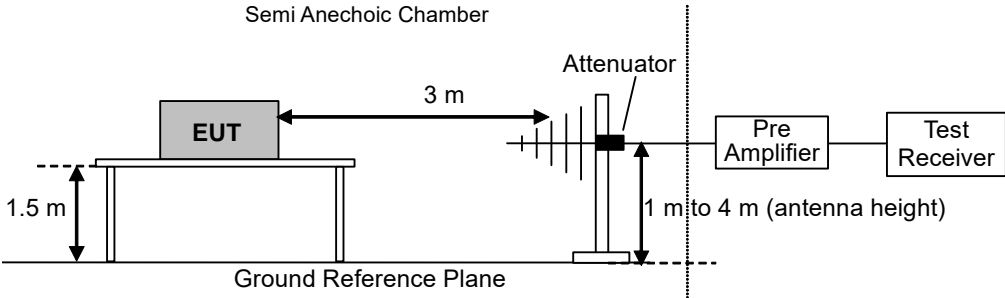 Semi Anechoic Chamber
Attenuator
3 m
EUT
Pre
Amplifier
Test
Receiver
1.5 m
1 m to 4 m (antenna height)
Ground Reference Plane